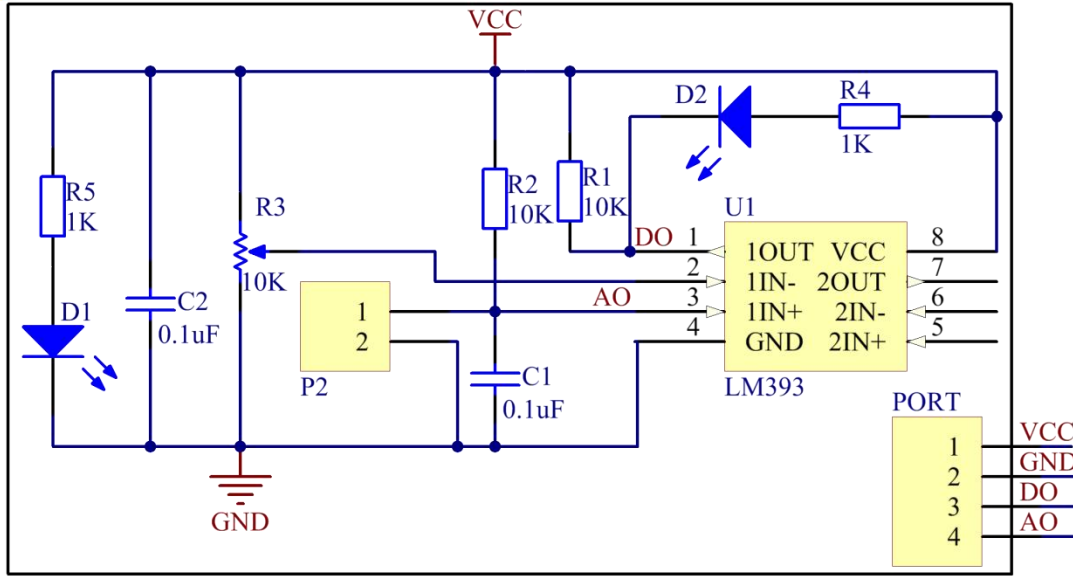 VCC
D2
R4
1K
R5
1K
R3
10K
R2
10K
R1
10K
U1
DO
1
1OUT
VCC
8
2
1IN-
2OUT
7
AO
3
1IN+
2IN-
6
4
GND
2IN+
5
LM393
D1
C2
0.1uF
1
2
P2
C1
0.1uF
GND
PORT
1
VCC
2
GND
3
DO
4
AO